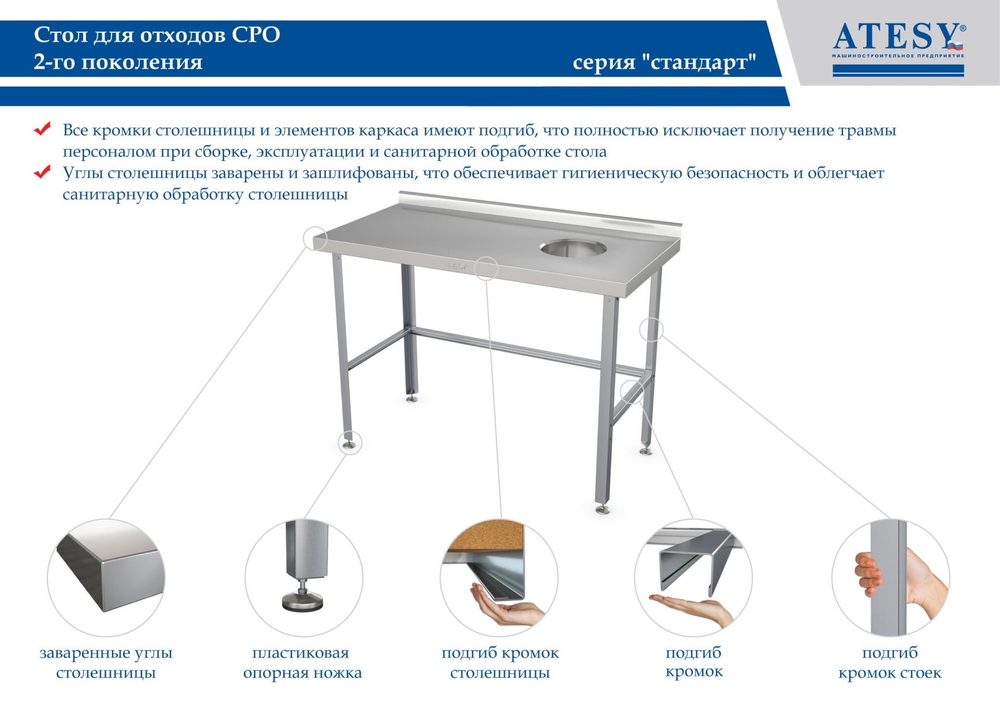 Стол для отходов СРО
2-го поколения
серия "стандарт"
ATESY®
МАШИНОСТРОИТЕЛЬНОЕ ПРЕДПРИЯТИЕ
Все кромки столешницы и элементов каркаса имеют подгиб, что полностью исключает получение травмы
персоналом при сборке, эксплуатации и санитарной обработке стола
Углы столешницы заварены и зашлифованы, что обеспечивает гигиеническую безопасность и облегчает
санитарную обработку столешницы
ATESY
заваренные углы
столешницы
пластиковая
опорная ножка
подгиб кромок
столешницы
подгиб
кромок
подгиб
кромок стоек